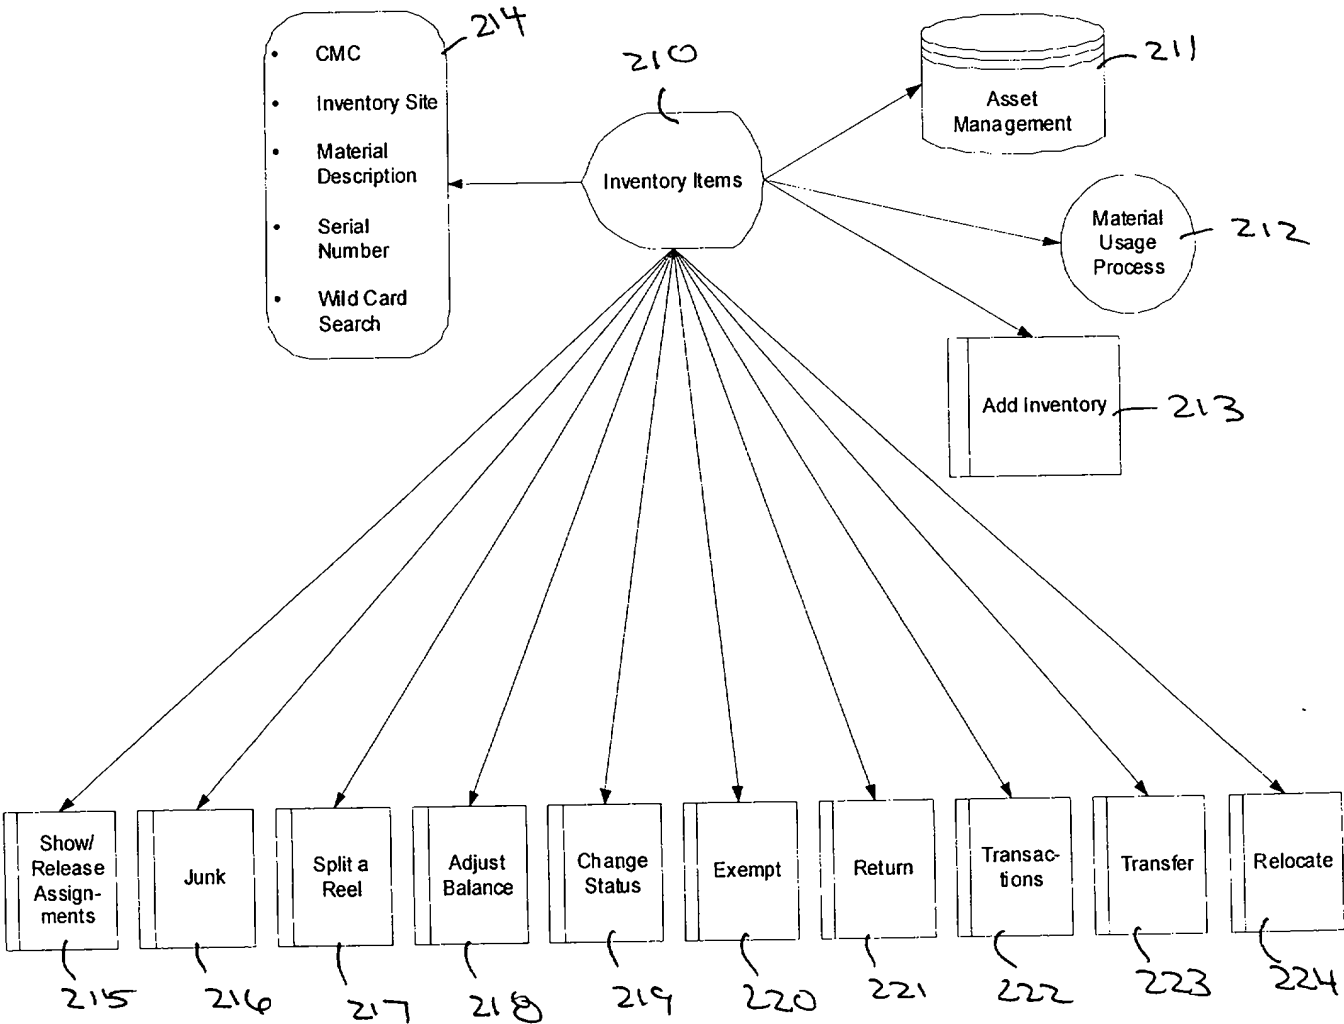 214
• CMC
• Inventory Site
• Material
Description
• Serial
Number
• Wild Card
Search
210
Inventory Items
211
Asset
Management
Material
Usage
Process
212
Add Inventory
213
Show/
Release
Assign-
ments
Junk
Split a
Reel
Adjust
Balance
Change
Status
Exempt
Return
Transac-
tions
Transfer
Relocate
215
216
217
218
219
220
221
222
223
224